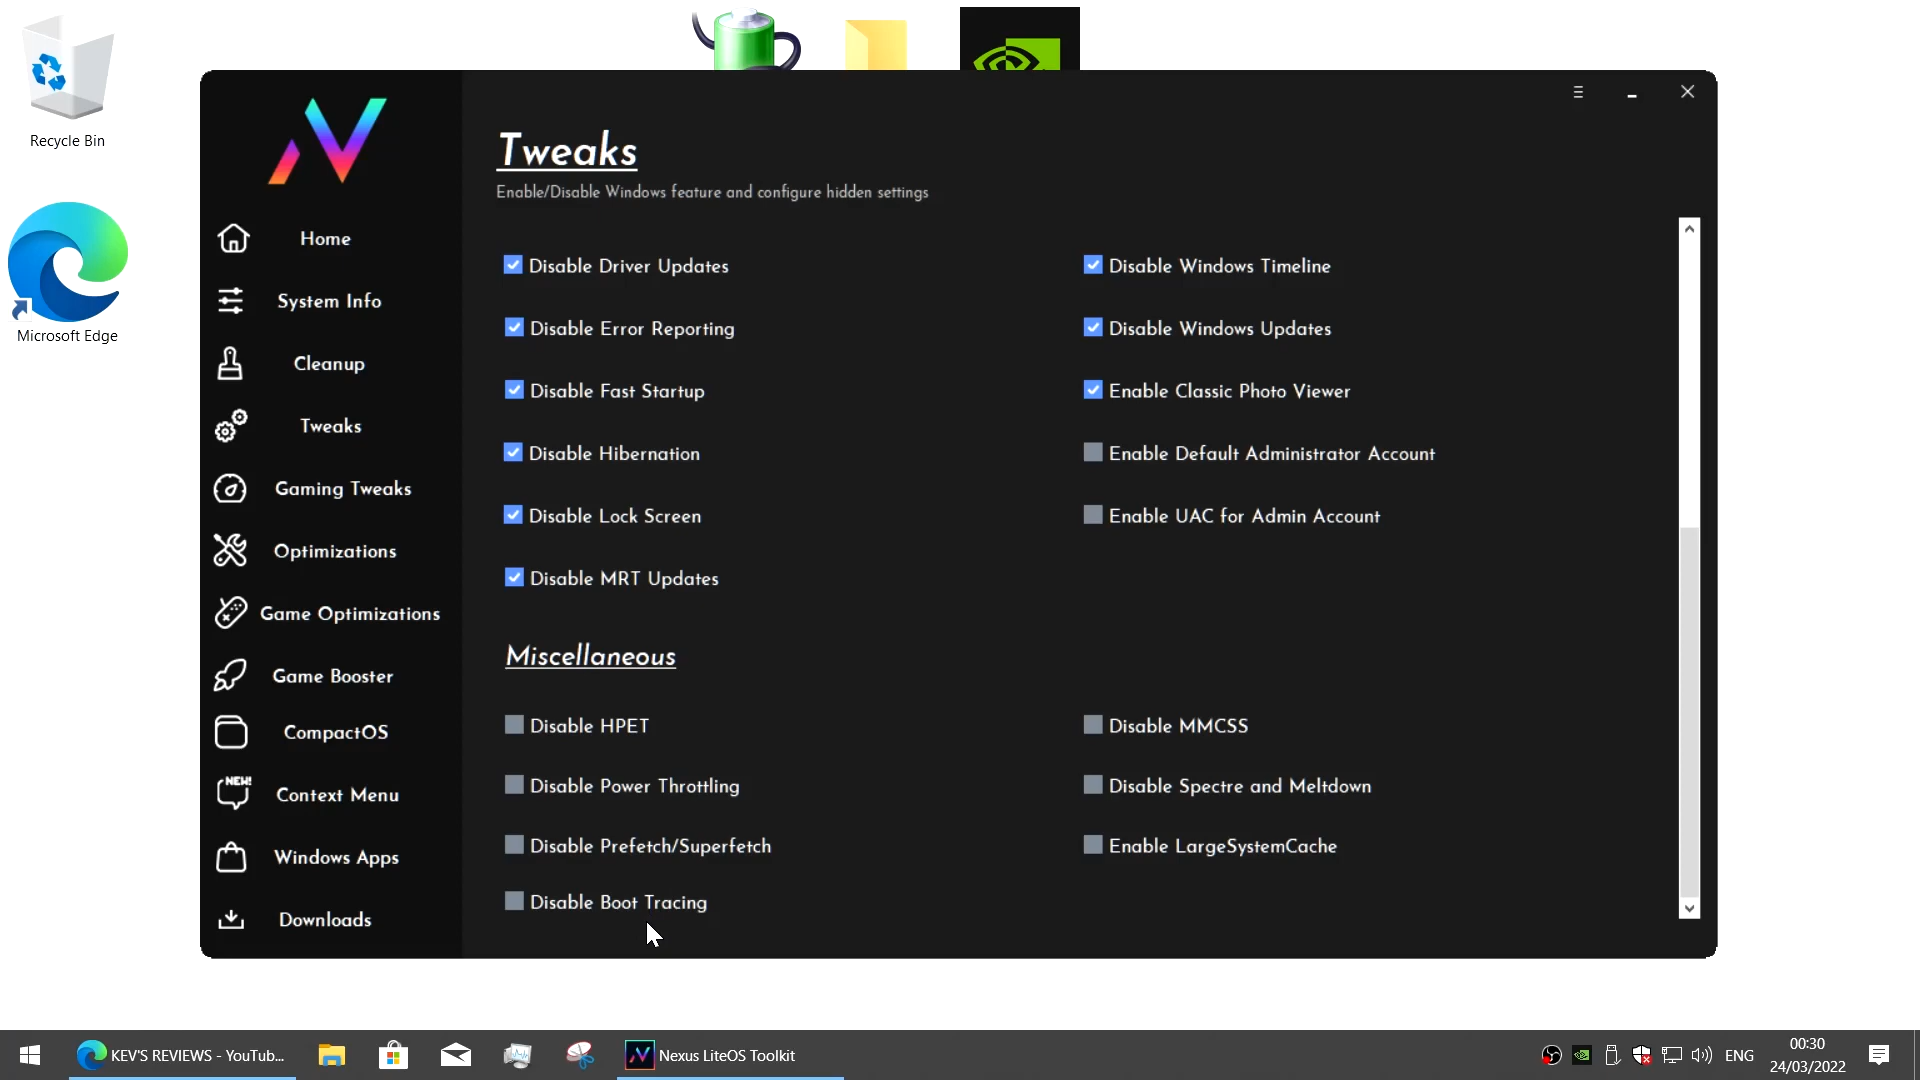 Recycle Bin
Microsoft Edge
Home
System Info
Cleanup
Tweaks
Gaming Tweaks
Optimizations
Game Optimizations
Game Booster
CompactOS
NEW!
Context Menu
Windows Apps
Downloads
Tweaks
Enable/Disable Windows feature and configure hidden settings
Disable Driver Updates
Disable Windows Timeline
Disable Error Reporting
Disable Windows Updates
Disable Fast Startup
Enable Classic Photo Viewer
Disable Hibernation
Enable Default Administrator Account
Disable Lock Screen
Enable UAC for Admin Account
Disable MRT Updates
Miscellaneous
Disable HPET
Disable MMCSS
Disable Power Throttling
Disable Spectre and Meltdown
Disable Prefetch/Superfetch
Enable LargeSystemCache
Disable Boot Tracing
KEV'S REVIEWS - YouTub...
Nexus LiteOS Toolkit
ENG
00:30
24/03/2022